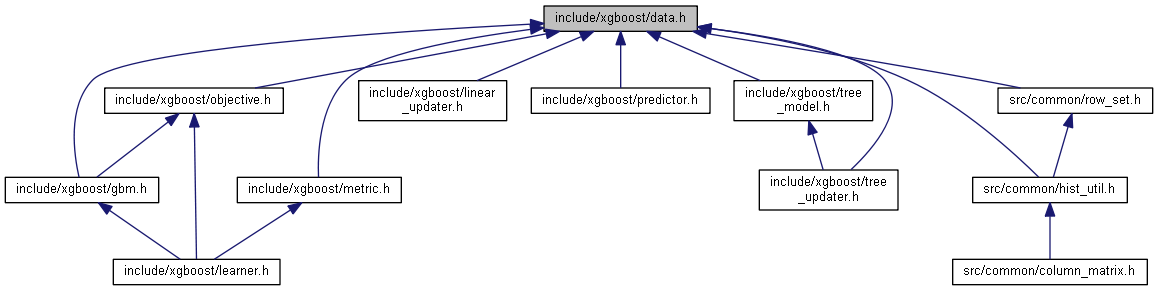 include/xgboost/data.h
include/xgboost/objective.h
include/xgboost/linear
_updater.h
include/xgboost/predictor.h
include/xgboost/tree
_model.h
src/common/row_set.h
include/xgboost/gbm.h
include/xgboost/metric.h
include/xgboost/tree
_updater.h
src/common/hist_util.h
include/xgboost/learner.h
src/common/column_matrix.h